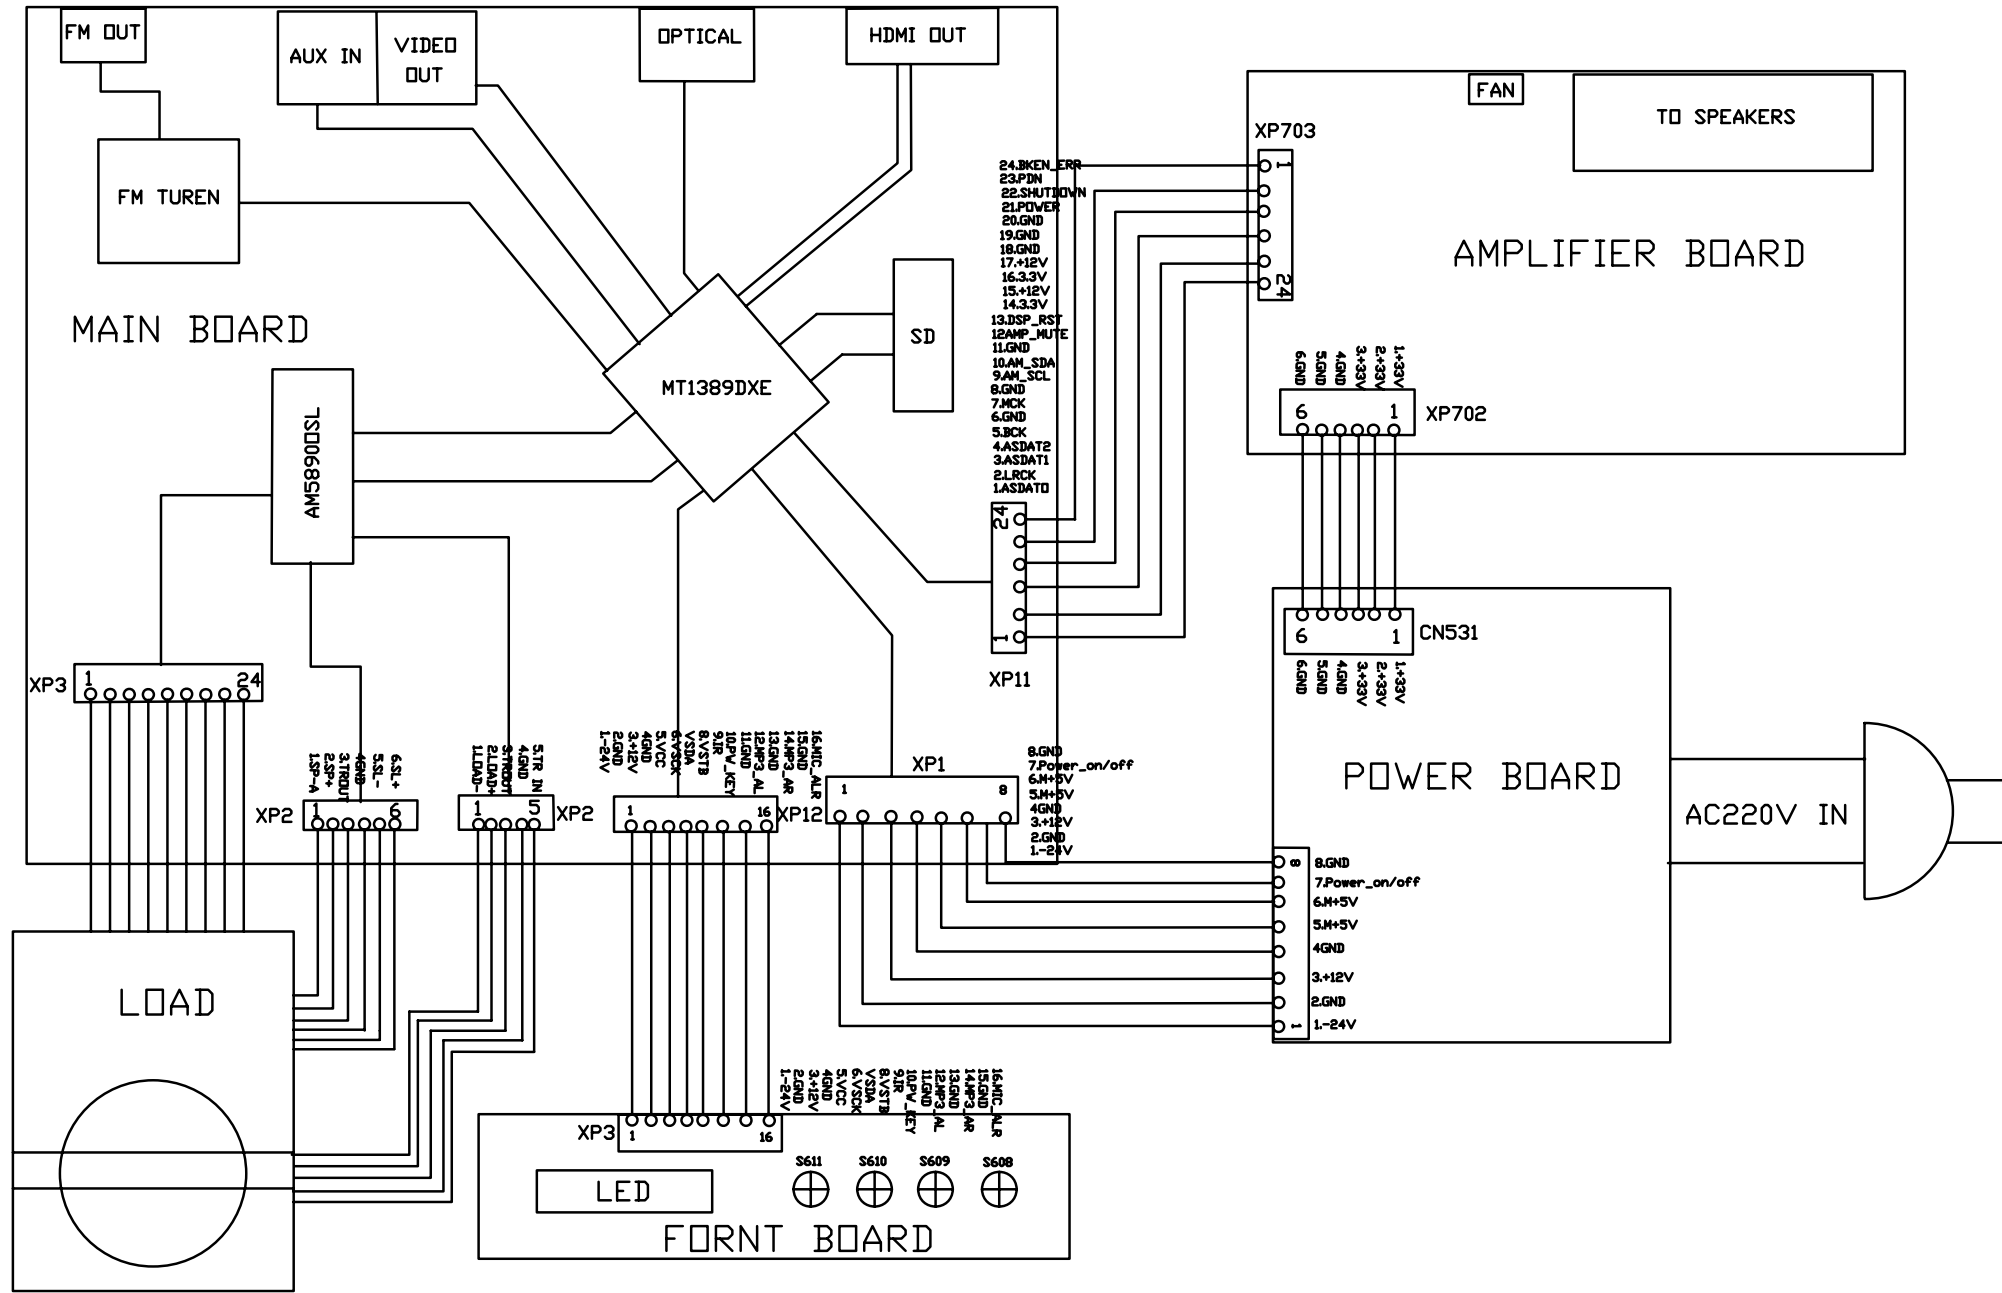 FM OUT
AUX IN
VIDEO
OUT
OPTICAL
HDMI OUT
FM TUREN
MAIN BOARD
AM5890DSL
MT1389DXE
SD
24.BKEN_ERR
23.PDN
22.SHUTDOWN
21.POWER
20.GND
19.GND
18.GND
17.+12V
16.3.3V
15.+12V
14.3.3V
13.DSP_RST
12AMP_MUTE
11.GND
10.AM_SDA
9.AM_SCL
8.GND
7.MCK
6.GND
5.BCK
4.ASDAT2
3.ASDAT1
2.LRCK
1.ASDAT0
24
1
XP11
XP703
1
24
FAN
TO SPEAKERS
AMPLIFIER BOARD
6.GND
5.GND
4.GND
3.+33V
2.+33V
1.+33V
6 1
XP702
6 1
CN531
6.GND
5.GND
4.GND
3.+33V
2.+33V
1.+33V
POWER BOARD
AC220V IN
8
1
8.GND
7.Power_on/off
6.M+5V
5.M+5V
4GND
3.+12V
2.GND
1.-24V
XP3
1 24
1.SP-A
2.SP+
3.TROUT
4GND
5.SL-
6.SL+
XP2
1 6
1.LOAD-
2.LOAD+
3.TROUT
4.GND
5.TR IN
1 5
XP2
1.-24V
2.GND
3.+12V
4GND
5.VCC
6.VSCK
VSDA
8.VSTB
9.IR
10.PW_KEY
11.GND
12.MP3_AL
13.GND
14.MP3_AR
15.GND
16.MIC_ALR
1 16
XP12
XP1
1 8
8.GND
7.Power_on/off
6.M+5V
5.M+5V
4GND
3.+12V
2.GND
1.-24V
LOAD
1.-24V
2.GND
3.+12V
4GND
5.VCC
6.VSCK
VSDA
8.VSTB
9.IR
10.PW_KEY
11.GND
12.MP3_AL
13.GND
14.MP3_AR
15.GND
16.MIC_ALR
XP3
1 16
S611
S610
S609
S608
LED
FORNT BOARD